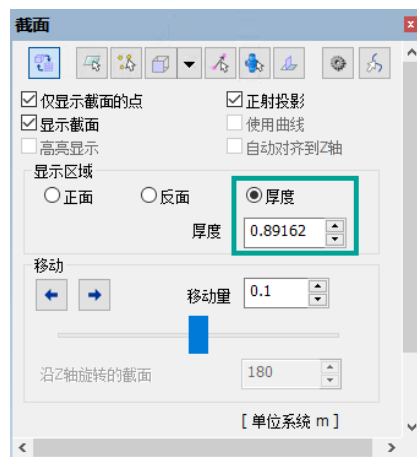 截面
仅显示截面的点 正射投影
显示截面 使用曲线
高亮显示 自动对齐到Z轴
显示区域
正面 反面 厚度
厚度 0.89162
移动
移动量 0.1
沿Z轴旋转的截面 180
[ 单位系统 m ]